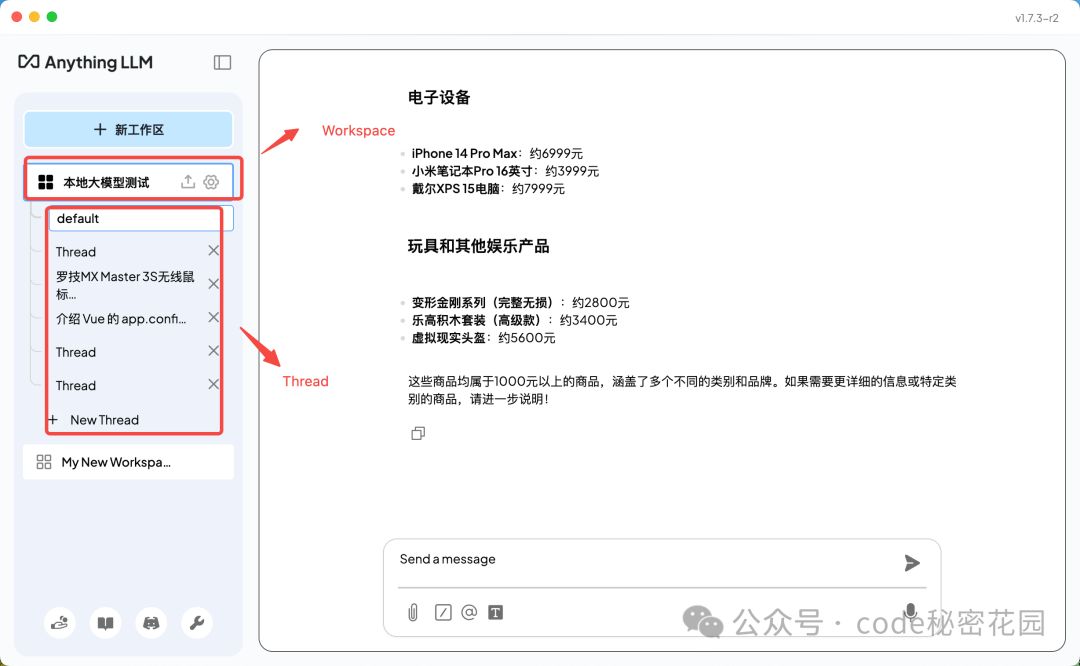 v1.7.3-r2
Anything LLM
新工作区
本地大模型测试
default
Thread
罗技MX Master 3S无线鼠
标...
介绍 Vue 的 app.confi...
Thread
Thread
New Thread
My New Workspa...
Workspace
Thread
电子设备
iPhone 14 Pro Max：约6999元
小米笔记本Pro 16英寸：约3999元
戴尔XPS 15电脑：约7999元
玩具和其他娱乐产品
变形金刚系列（完整无损）：约2800元
乐高积木套装（高级款）：约3400元
虚拟现实头盔：约5600元
这些商品均属于1000元以上的商品，涵盖了多个不同的类别和品牌。如果需要更详细的信息或特定类
别的商品，请进一步说明！
Send a message
公众号 · code秘密花园